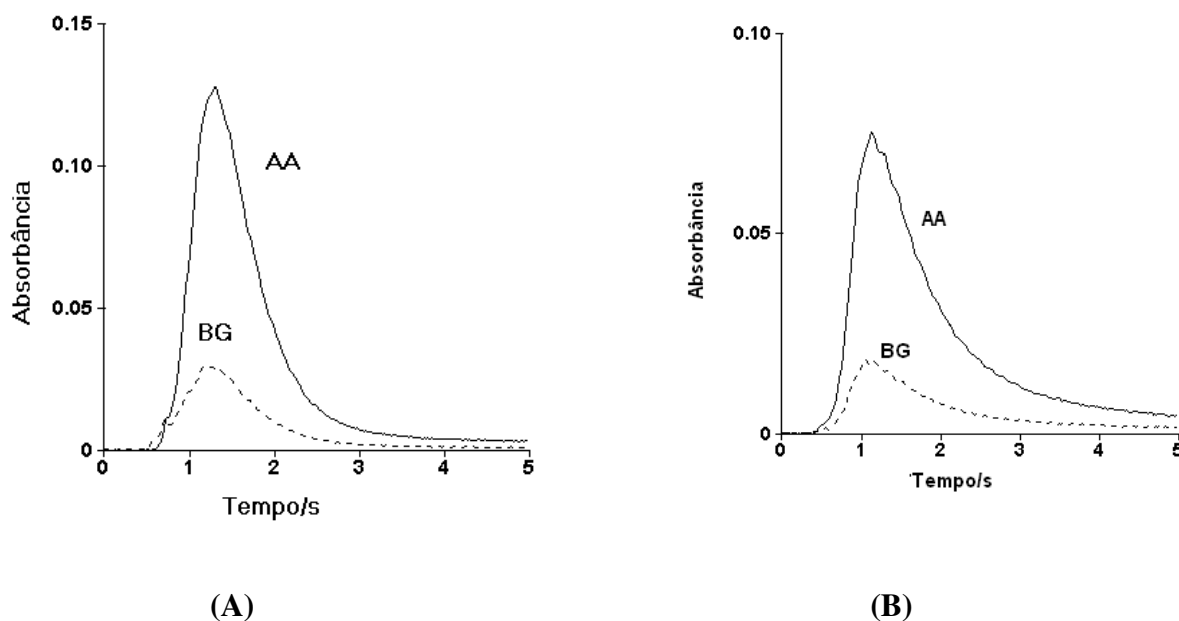 0.15
0.10
0.05
0
Absorbância
AA
BG
0 1 2 3 4 5
Tempo/s
(A)
0.10
0.05
0
Absorbância
AA
BG
0 1 2 3 4 5
'Tempo/s
(B)